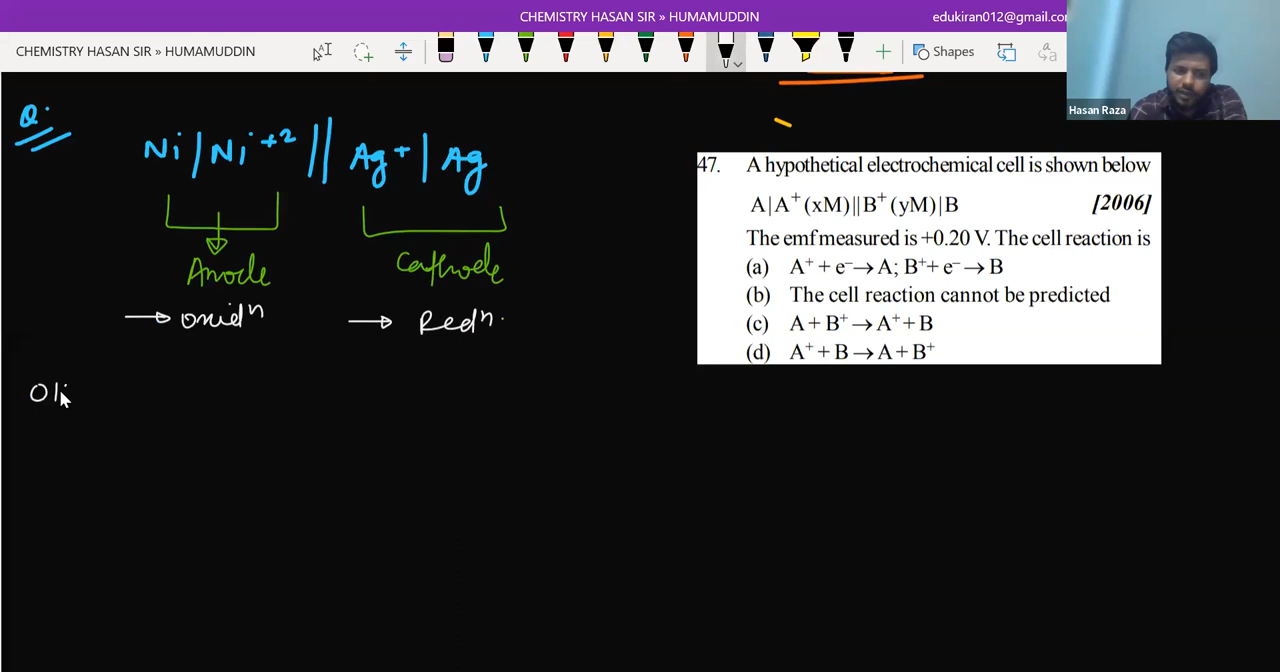 CHEMISTRY HASAN SIR » HUMAMUDDIN
edukiran012@gmail.co
CHEMISTRY HASAN SIR » HUMAMUDDIN
Shapes
Hasan Raza
Q.
Ni | Ni+2 || Ag+ | Ag
Anode
Cathode
→ oxidⁿ
→ Redⁿ.
47. A hypothetical electrochemical cell is shown below
A|A⁺(xM)||B⁺(yM)|B [2006]
The emf measured is +0.20 V. The cell reaction is
(a) A⁺ + e⁻ → A; B⁺ + e⁻ → B
(b) The cell reaction cannot be predicted
(c) A + B⁺ → A⁺ + B
(d) A⁺ + B → A + B⁺